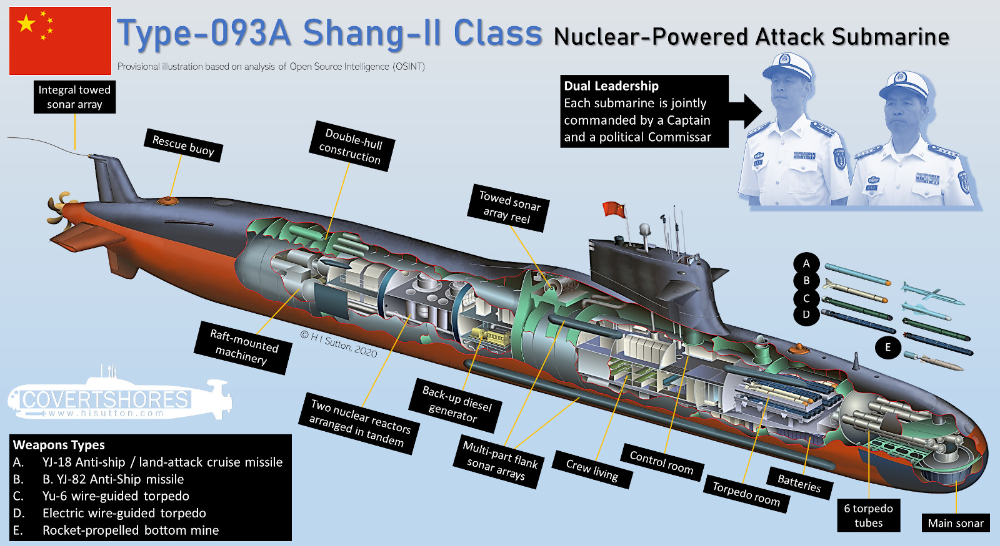 Type-093A Shang-II Class Nuclear-Powered Attack Submarine
Provisional illustration based on analysis of Open Source Intelligence (OSINT)
Integral towed
sonar array
Rescue buoy
Double-hull
construction
Dual Leadership
Each submarine is jointly
commanded by a Captain
and a political Commissar
Towed sonar
array reel
A
B
C
D
E
Raft-mounted
machinery
© H I Sutton, 2020
Two nuclear reactors
arranged in tandem
Back-up diesel
generator
Multi-part flank
sonar arrays
Crew living
Control room
Torpedo room
Batteries
6 torpedo
tubes
Main sonar
COVERTSHORES
www.hisutton.com
Weapons Types
A. YJ-18 Anti-ship / land-attack cruise missile
B. B. YJ-82 Anti-Ship missile
C. Yu-6 wire-guided torpedo
D. Electric wire-guided torpedo
E. Rocket-propelled bottom mine